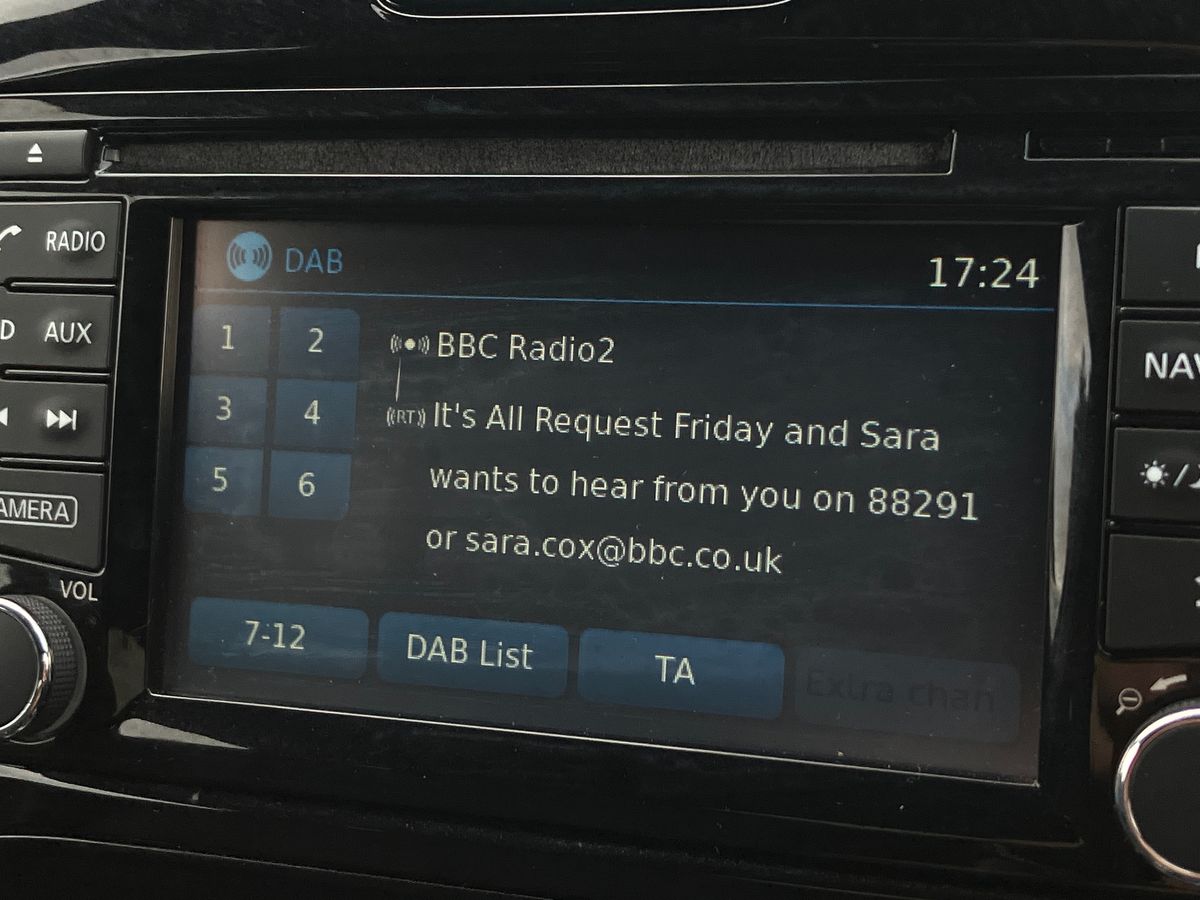 RADIO
D AUX
AMERA
VOL
NAV
DAB
17:24
1 2
3 4
5 6
BBC Radio2
((RT)) It's All Request Friday and Sara
wants to hear from you on 88291
or sara.cox@bbc.co.uk
7-12 DAB List TA Extra chan